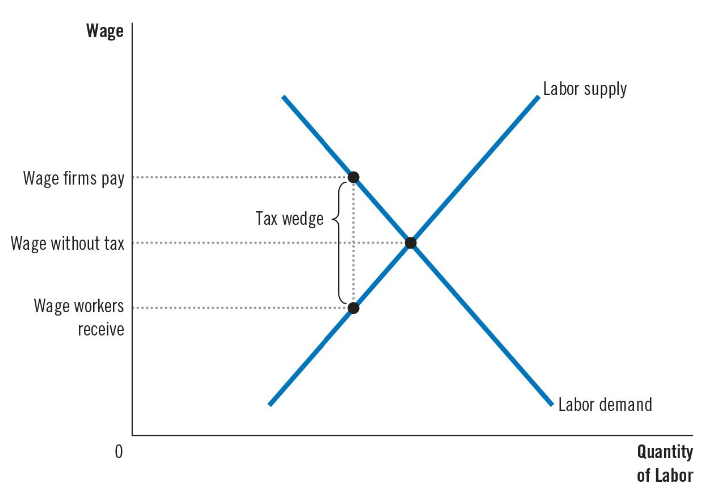 Wage
Labor supply
Wage firms pay
Tax wedge
Wage without tax
Wage workers
receive
Labor demand
0
Quantity
of Labor